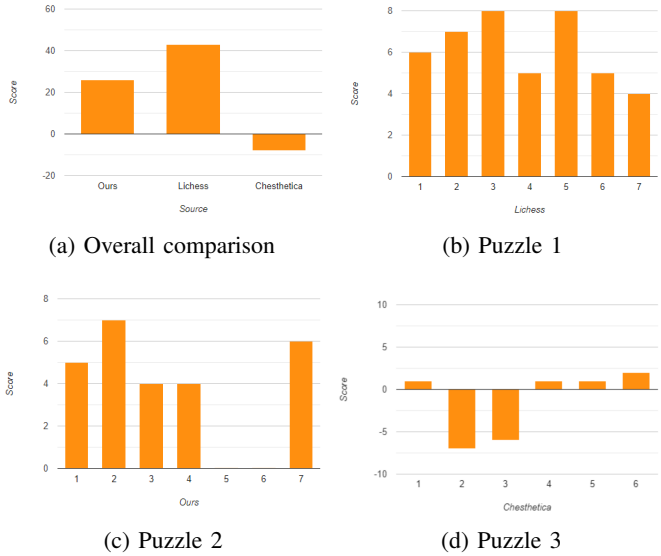 60
40
20
0
-20
Score
Ours Lichess Chesthetica
Source
(a) Overall comparison
8
6
4
2
0
Score
1 2 3 4 5 6 7
Lichess
(b) Puzzle 1
8
6
4
2
0
Score
1 2 3 4 5 6 7
Ours
(c) Puzzle 2
10
5
0
-5
-10
Score
1 2 3 4 5 6
Chesthetica
(d) Puzzle 3